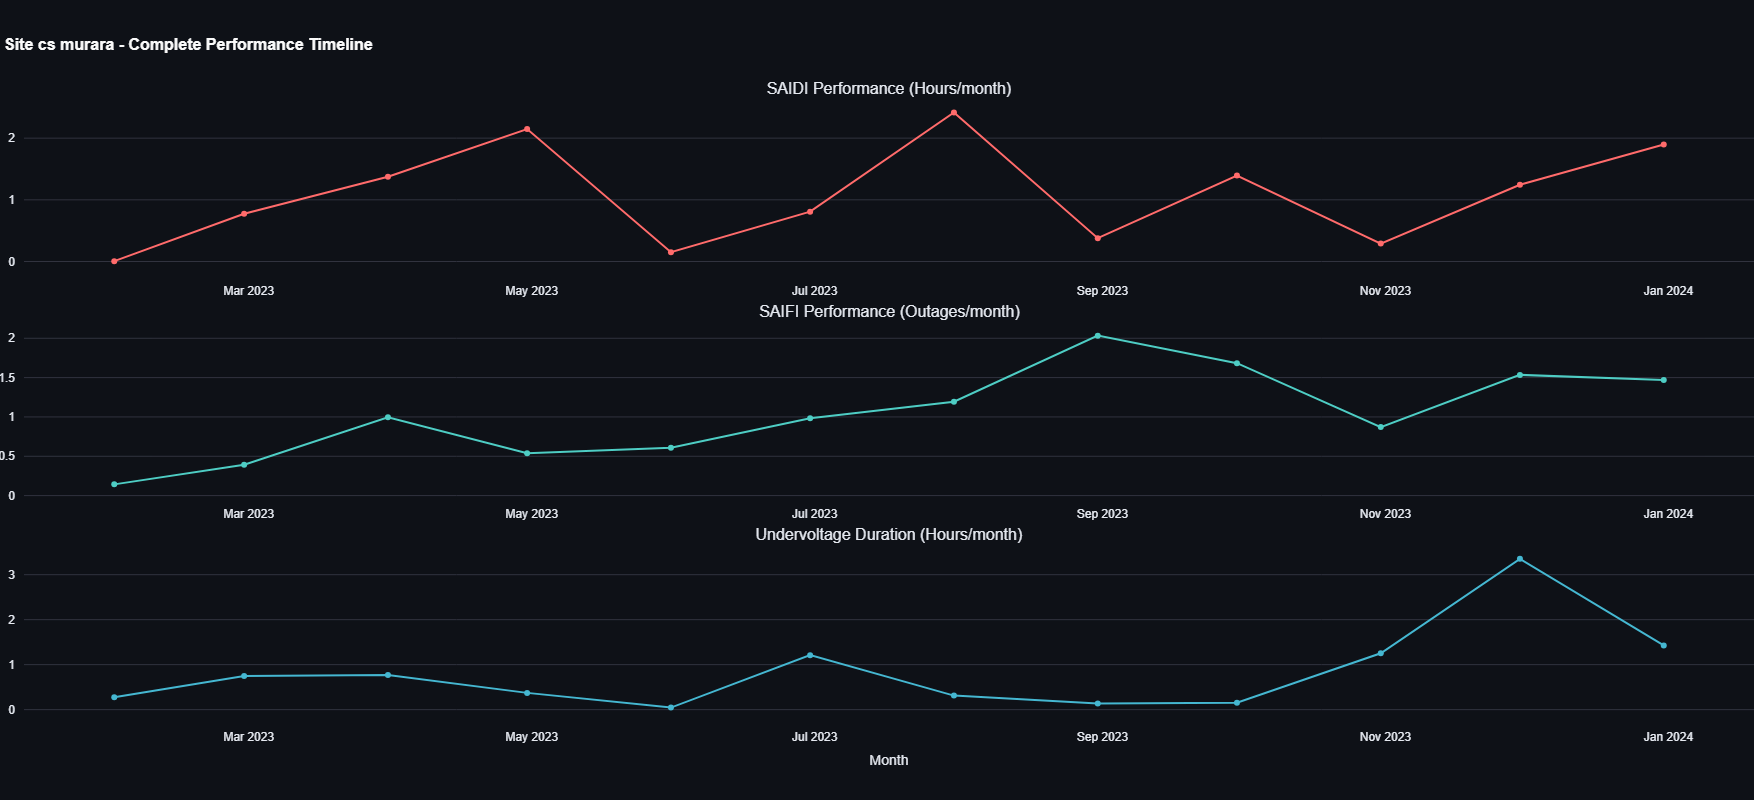 Site cs murara - Complete Performance Timeline
SAIDI Performance (Hours/month)
2
1
0
Mar 2023 May 2023 Jul 2023 Sep 2023 Nov 2023 Jan 2024
SAIFI Performance (Outages/month)
2
1.5
1
0.5
0
Mar 2023 May 2023 Jul 2023 Sep 2023 Nov 2023 Jan 2024
Undervoltage Duration (Hours/month)
3
2
1
0
Mar 2023 May 2023 Jul 2023 Sep 2023 Nov 2023 Jan 2024
Month